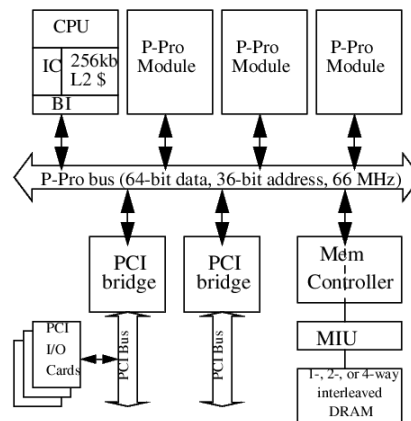 CPU
IC
256kb
L2 $
BI
P-Pro
Module
P-Pro
Module
P-Pro
Module
P-Pro bus (64-bit data, 36-bit address, 66 MHz)
PCI
bridge
PCI
bridge
Mem
Controller
PCI
I/O
Cards
PCI Bus
PCI Bus
MIU
1-, 2-, or 4-way
interleaved
DRAM